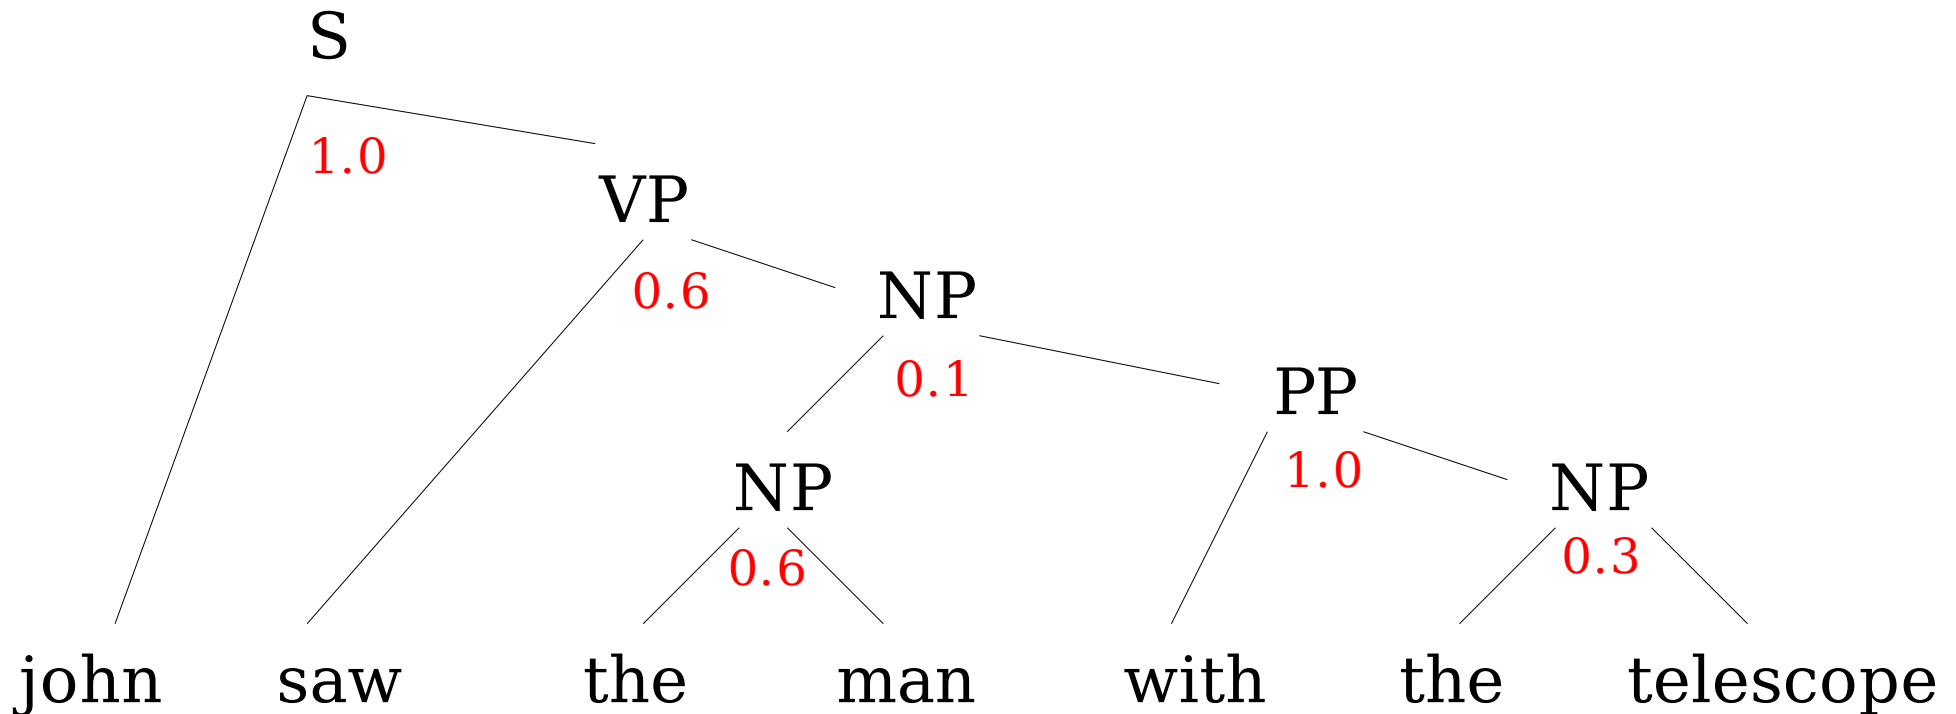 S
1.0
VP
0.6
NP
0.1
PP
1.0
NP
0.6
NP
0.3
john saw the man with the telescope